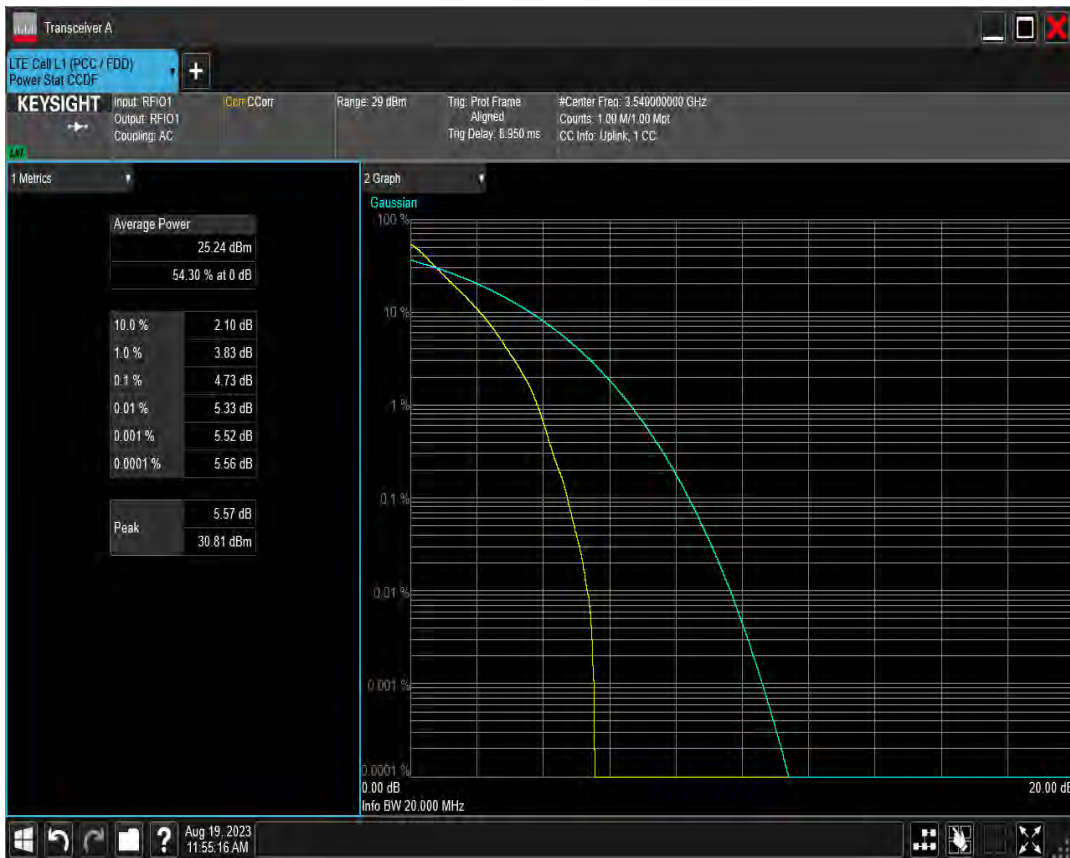 Transceiver A
LTE Cell L1 (PCC / FDD)
Power Stat CCDF
+
KEYSIGHT
Input: RFIO1
Output: RFIO1
Coupling: AC
Corr CCorr
Range: 29 dBm
Trig: Prot Frame
Aligned
Trig Delay: 8.950 ms
#Center Freq: 3.549000000 GHz
Counts: 1.00 M/1.00 Mpt
CC Info: Uplink, 1 CC
1 Metrics
Average Power
25.24 dBm
54.30 % at 0 dB
10.0 % 2.10 dB
1.0 % 3.83 dB
0.1 % 4.73 dB
0.01 % 5.33 dB
0.001 % 5.52 dB
0.0001 % 5.56 dB
Peak
5.57 dB
30.81 dBm
2 Graph
Gaussian
100 %
10 %
1 %
0.1 %
0.01 %
0.001 %
0.0001 %
0.00 dB
20.00 dB
Info BW 20.000 MHz
?
Aug 19, 2023
11:55:16 AM